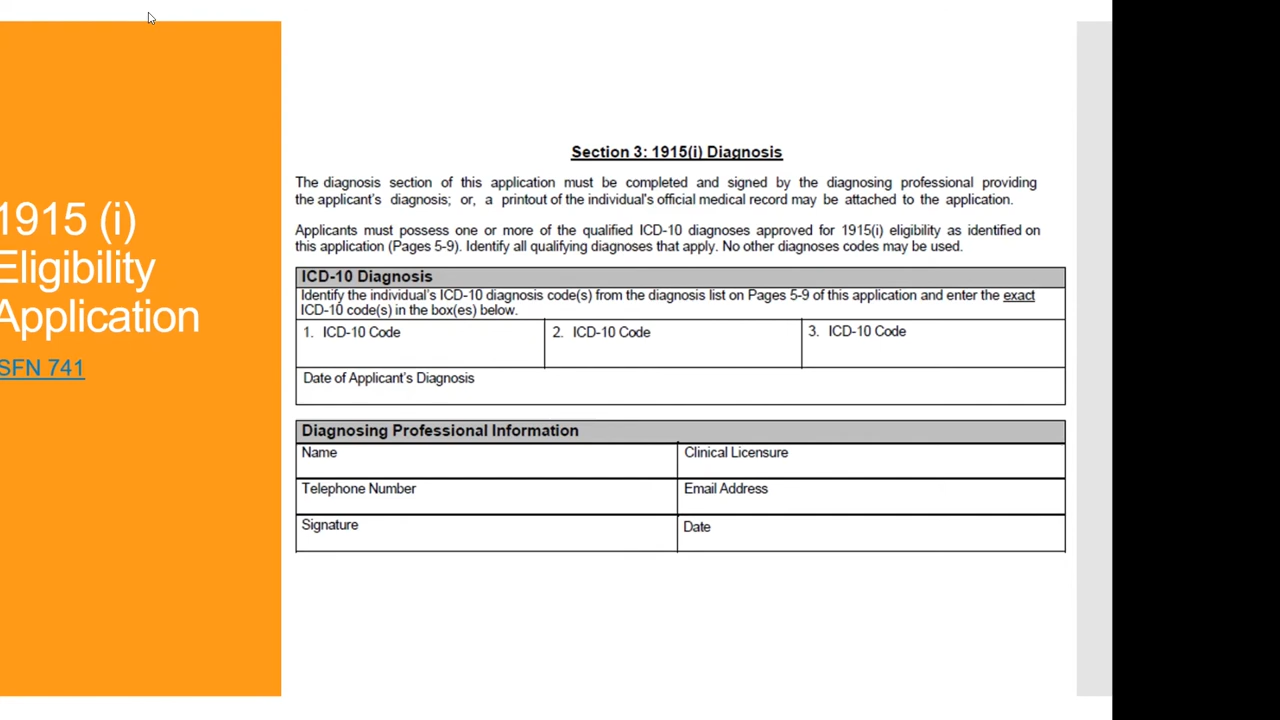 1915 (i)
Eligibility
Application
SFN 741
Section 3: 1915(i) Diagnosis
The diagnosis section of this application must be completed and signed by the diagnosing professional providing
the applicant's diagnosis; or, a printout of the individual's official medical record may be attached to the application.
Applicants must possess one or more of the qualified ICD-10 diagnoses approved for 1915(i) eligibility as identified on
this application (Pages 5-9). Identify all qualifying diagnoses that apply. No other diagnoses codes may be used.
ICD-10 Diagnosis
Identify the individual's ICD-10 diagnosis code(s) from the diagnosis list on Pages 5-9 of this application and enter the exact
ICD-10 code(s) in the box(es) below.
1. ICD-10 Code
2. ICD-10 Code
3. ICD-10 Code
Date of Applicant's Diagnosis
Diagnosing Professional Information
Name
Clinical Licensure
Telephone Number
Email Address
Signature
Date